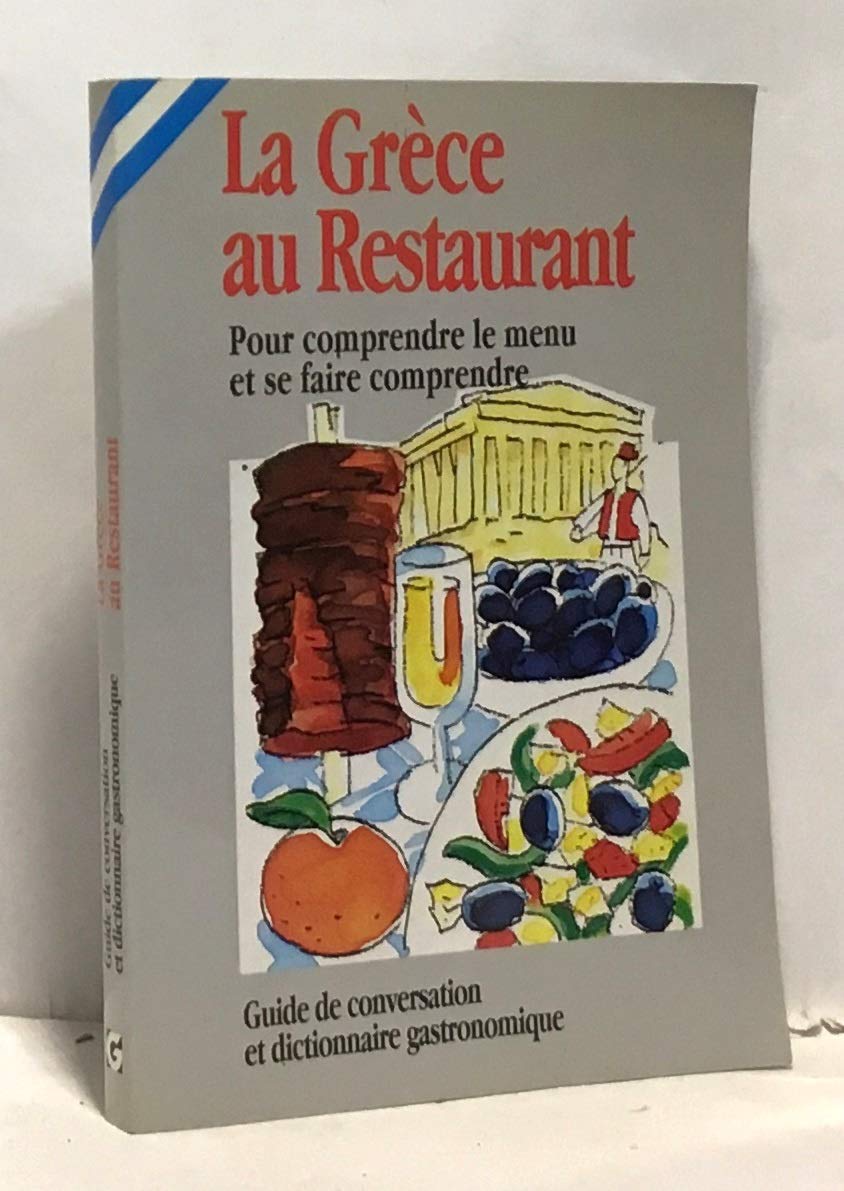 La Grèce
au Restaurant
Pour comprendre le menu
et se faire comprendre
Guide de conversation
et dictionnaire gastronomique
La Grèce
au Restaurant
Guide de conversation
et dictionnaire gastronomique
G